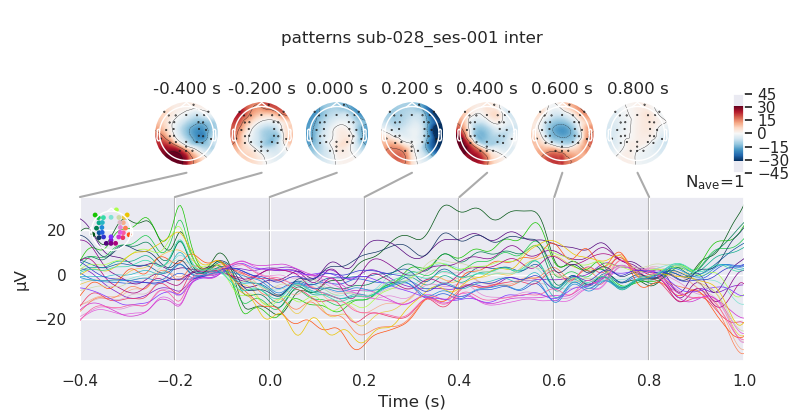 patterns sub-028_ses-001 inter
-0.400 s -0.200 s 0.000 s 0.200 s 0.400 s 0.600 s 0.800 s
45
30
15
0
−15
−30
−45
Nave=1
20
0
−20
μV
−0.4 −0.2 0.0 0.2 0.4 0.6 0.8 1.0
Time (s)